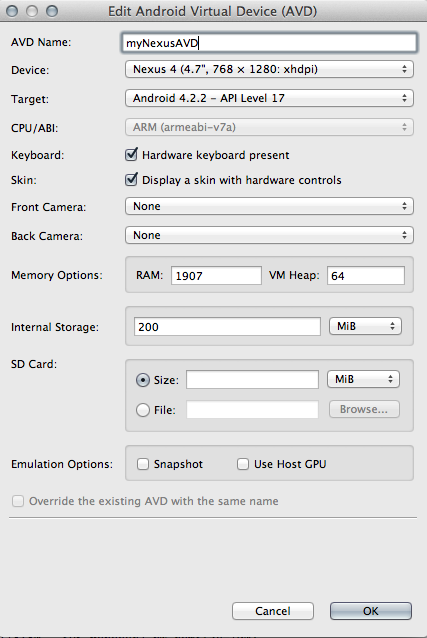 Edit Android Virtual Device (AVD)
AVD Name: myNexusAVD
Device: Nexus 4 (4.7", 768 × 1280: xhdpi)
Target: Android 4.2.2 - API Level 17
CPU/ABI: ARM (armeabi-v7a)
Keyboard: Hardware keyboard present
Skin: Display a skin with hardware controls
Front Camera: None
Back Camera: None
Memory Options: RAM: 1907 VM Heap: 64
Internal Storage: 200 MiB
SD Card:
Size: MiB
File: Browse...
Emulation Options: Snapshot Use Host GPU
Override the existing AVD with the same name
Cancel OK